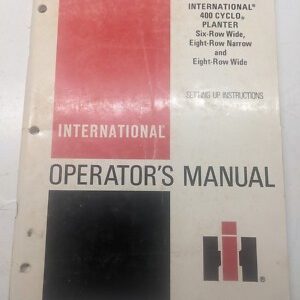 INTERNATIONAL®
400 CYCLO®
PLANTER
Six-Row Wide,
Eight-Row Narrow
and
Eight-Row Wide
SETTING UP INSTRUCTIONS
INTERNATIONAL®
OPERATOR'S MANUAL
IH®